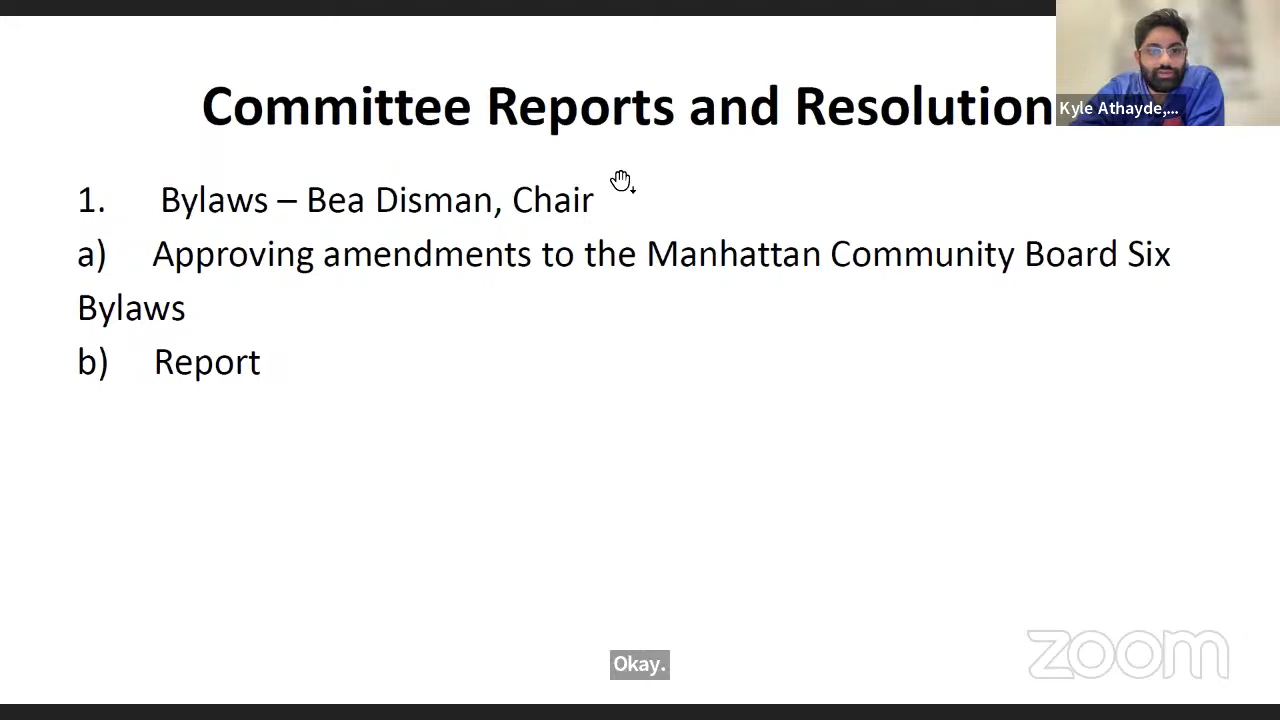 Committee Reports and Resolution
Kyle Athayde,...
1. Bylaws – Bea Disman, Chair
a) Approving amendments to the Manhattan Community Board Six
Bylaws
b) Report
Okay.
zoom